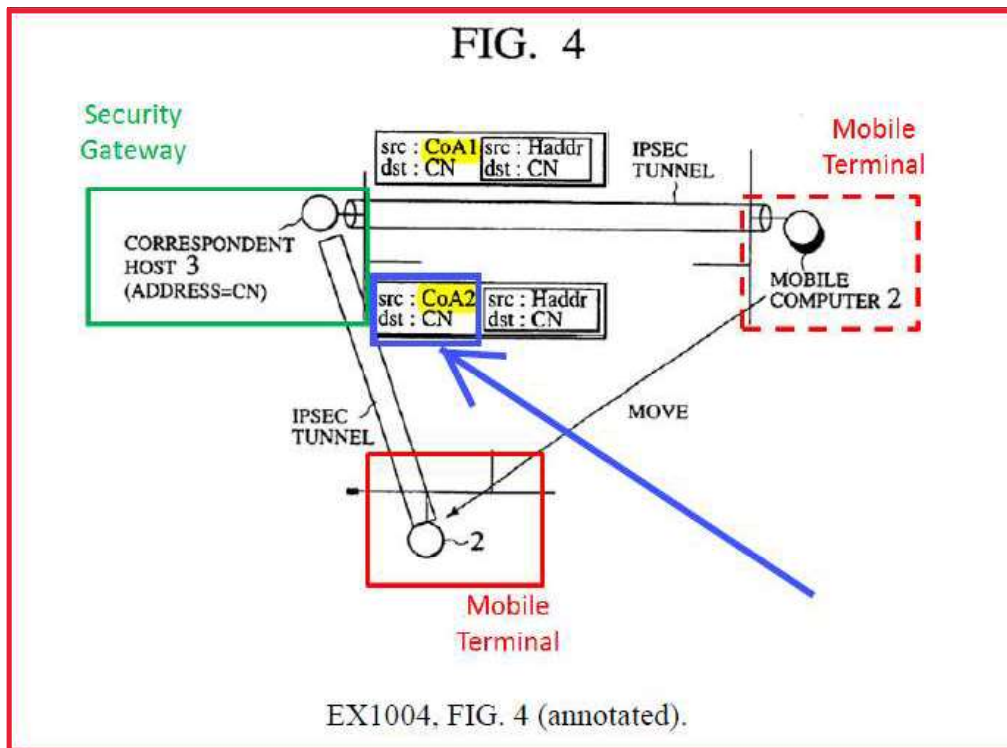 FIG. 4
Security
Gateway
src : CoA1 src : Haddr
dst : CN dst : CN
IPSEC
TUNNEL
Mobile
Terminal
CORRESPONDENT
HOST 3
(ADDRESS=CN)
MOBILE
COMPUTER 2
src : CoA2 src : Haddr
dst : CN dst : CN
IPSEC
TUNNEL
MOVE
2
Mobile
Terminal
EX1004, FIG. 4 (annotated).